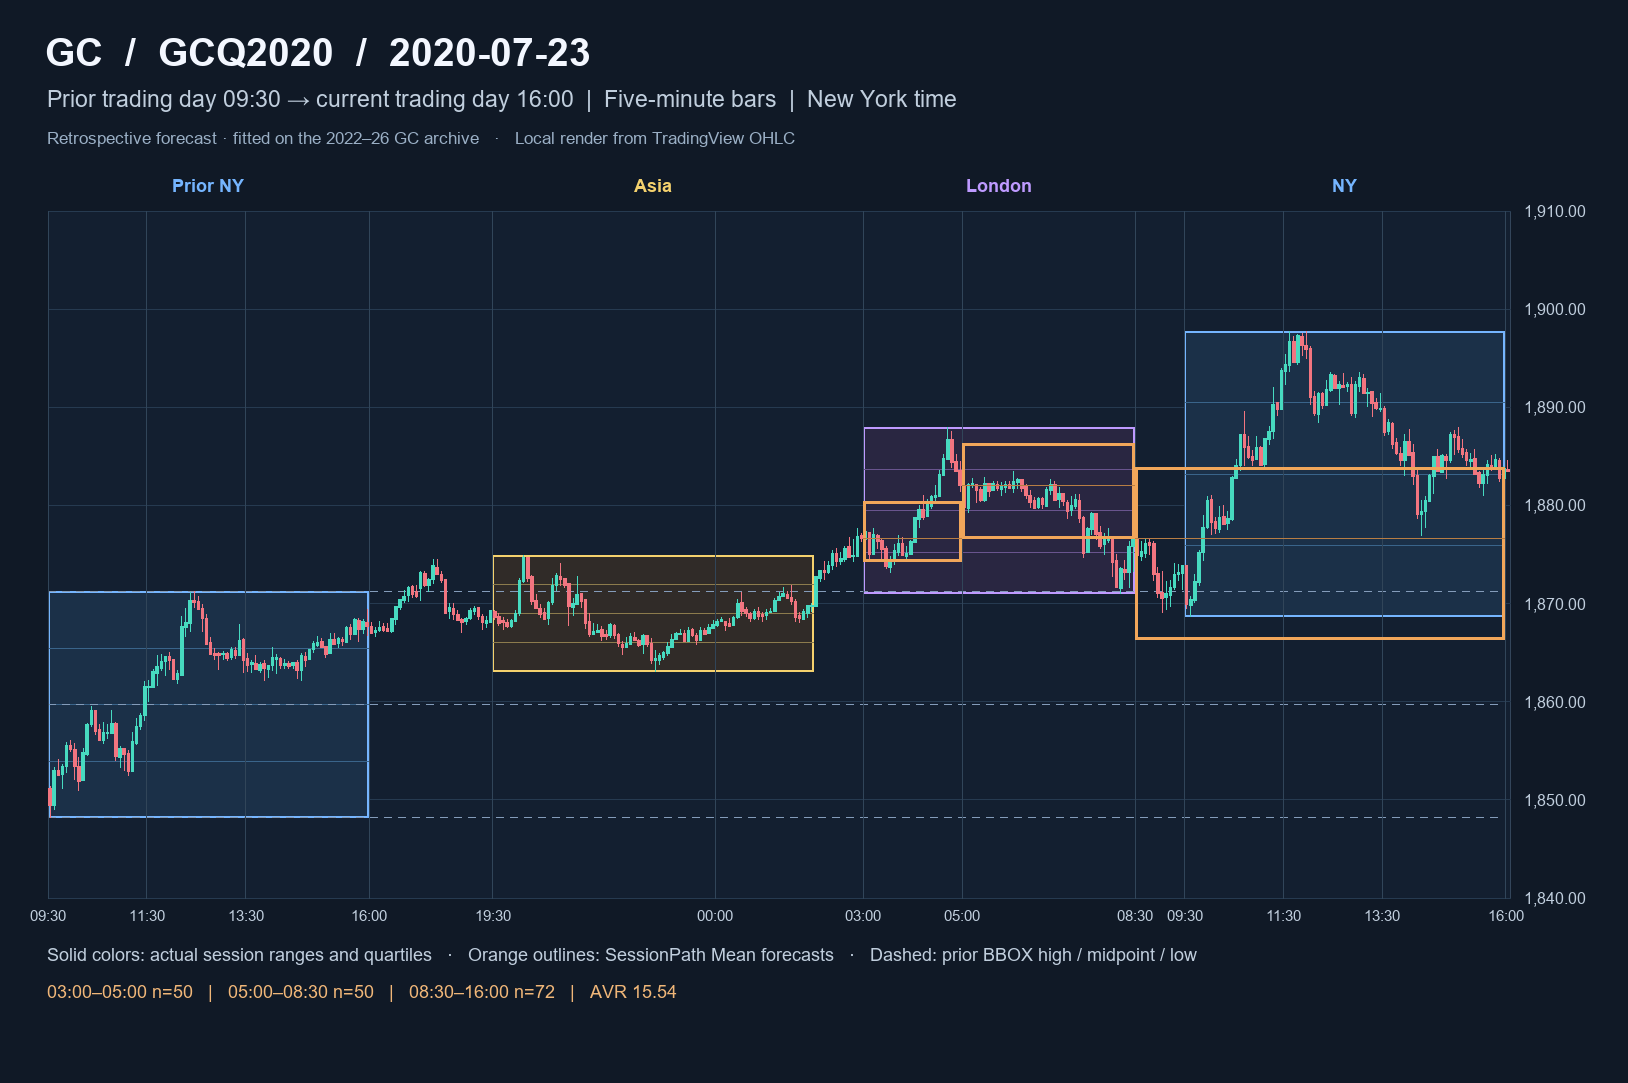 GC / GCQ2020 / 2020-07-23
Prior trading day 09:30 → current trading day 16:00 | Five-minute bars | New York time
Retrospective forecast · fitted on the 2022–26 GC archive · Local render from TradingView OHLC
Prior NY Asia London NY
1,910.00
1,900.00
1,890.00
1,880.00
1,870.00
1,860.00
1,850.00
1,840.00
09:30 11:30 13:30 16:00 19:30 00:00 03:00 05:00 08:30 09:30 11:30 13:30 16:00
Solid colors: actual session ranges and quartiles · Orange outlines: SessionPath Mean forecasts · Dashed: prior BBOX high / midpoint / low
03:00–05:00 n=50 | 05:00–08:30 n=50 | 08:30–16:00 n=72 | AVR 15.54